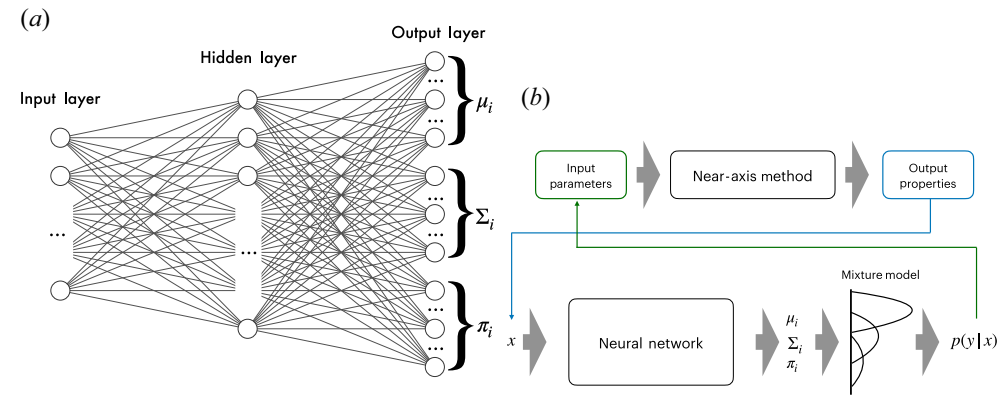 (a)
Input layer
Hidden layer
Output layer
...
...
...
...
...
...
...
...
μi
Σi
πi
(b)
Input
parameters
Near-axis method
Output
properties
x
Neural network
μi
Σi
πi
Mixture model
p(y|x)